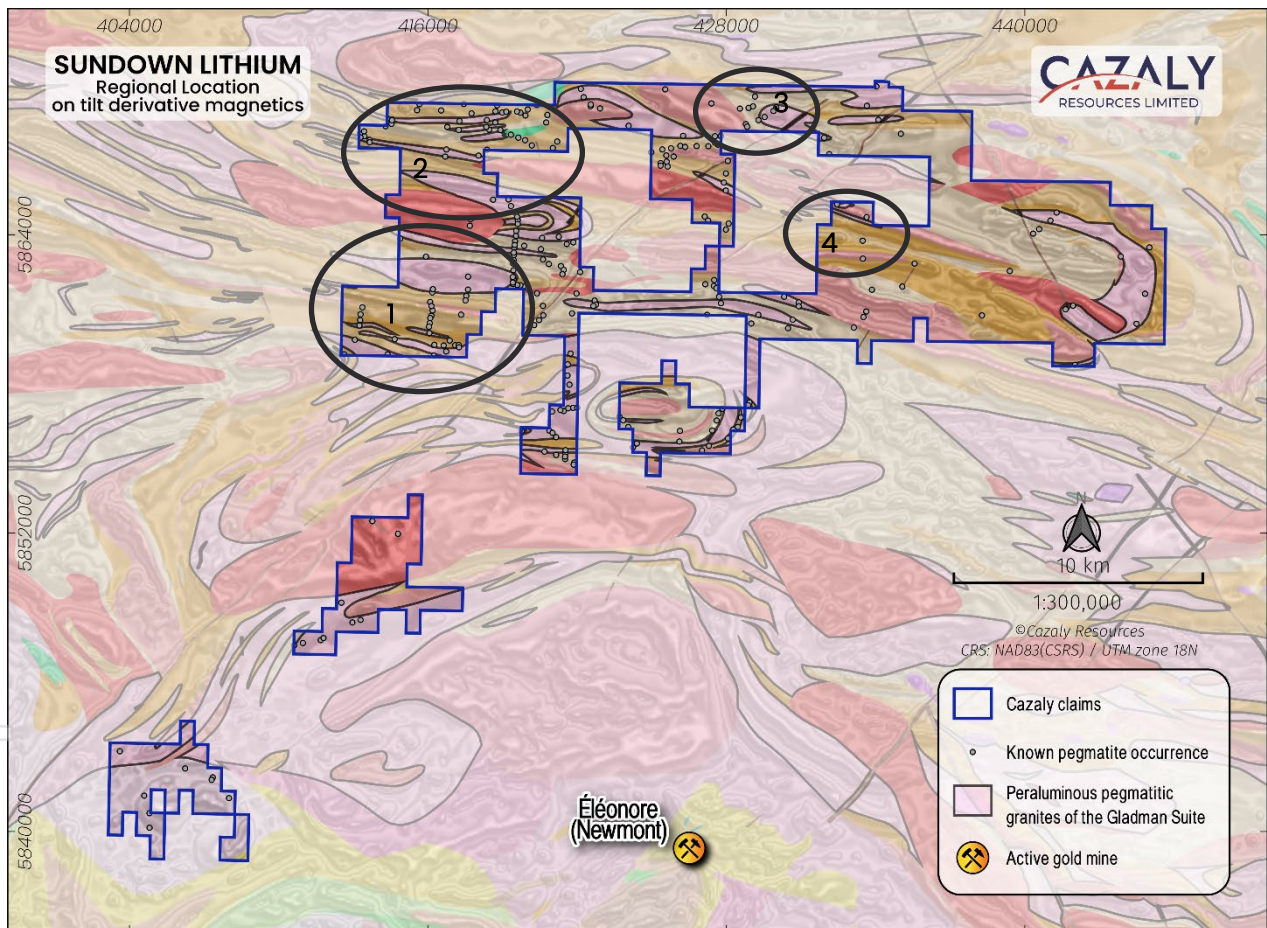 404000
416000
428000
440000
SUNDOWN LITHIUM
Regional Location
on tilt derivative magnetics
CAZALY
RESOURCES LIMITED
3
2
5864000
4
1
5852000
N
10 km
1:300,000
©Cazaly Resources
CRS: NAD83(CSRS) / UTM zone 18N
Cazaly claims
Known pegmatite occurrence
Peraluminous pegmatitic
granites of the Gladman Suite
Active gold mine
5840000
Éléonore
(Newmont)